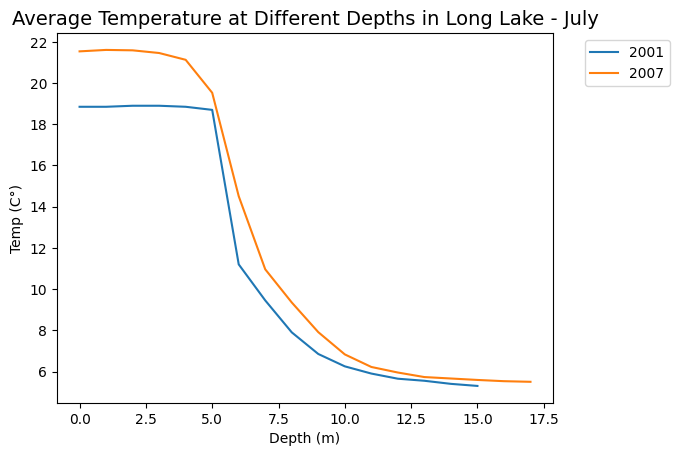 Average Temperature at Different Depths in Long Lake - July
2001
2007
22
20
18
16
14
12
10
8
6
Temp (C°)
0.0 2.5 5.0 7.5 10.0 12.5 15.0 17.5
Depth (m)